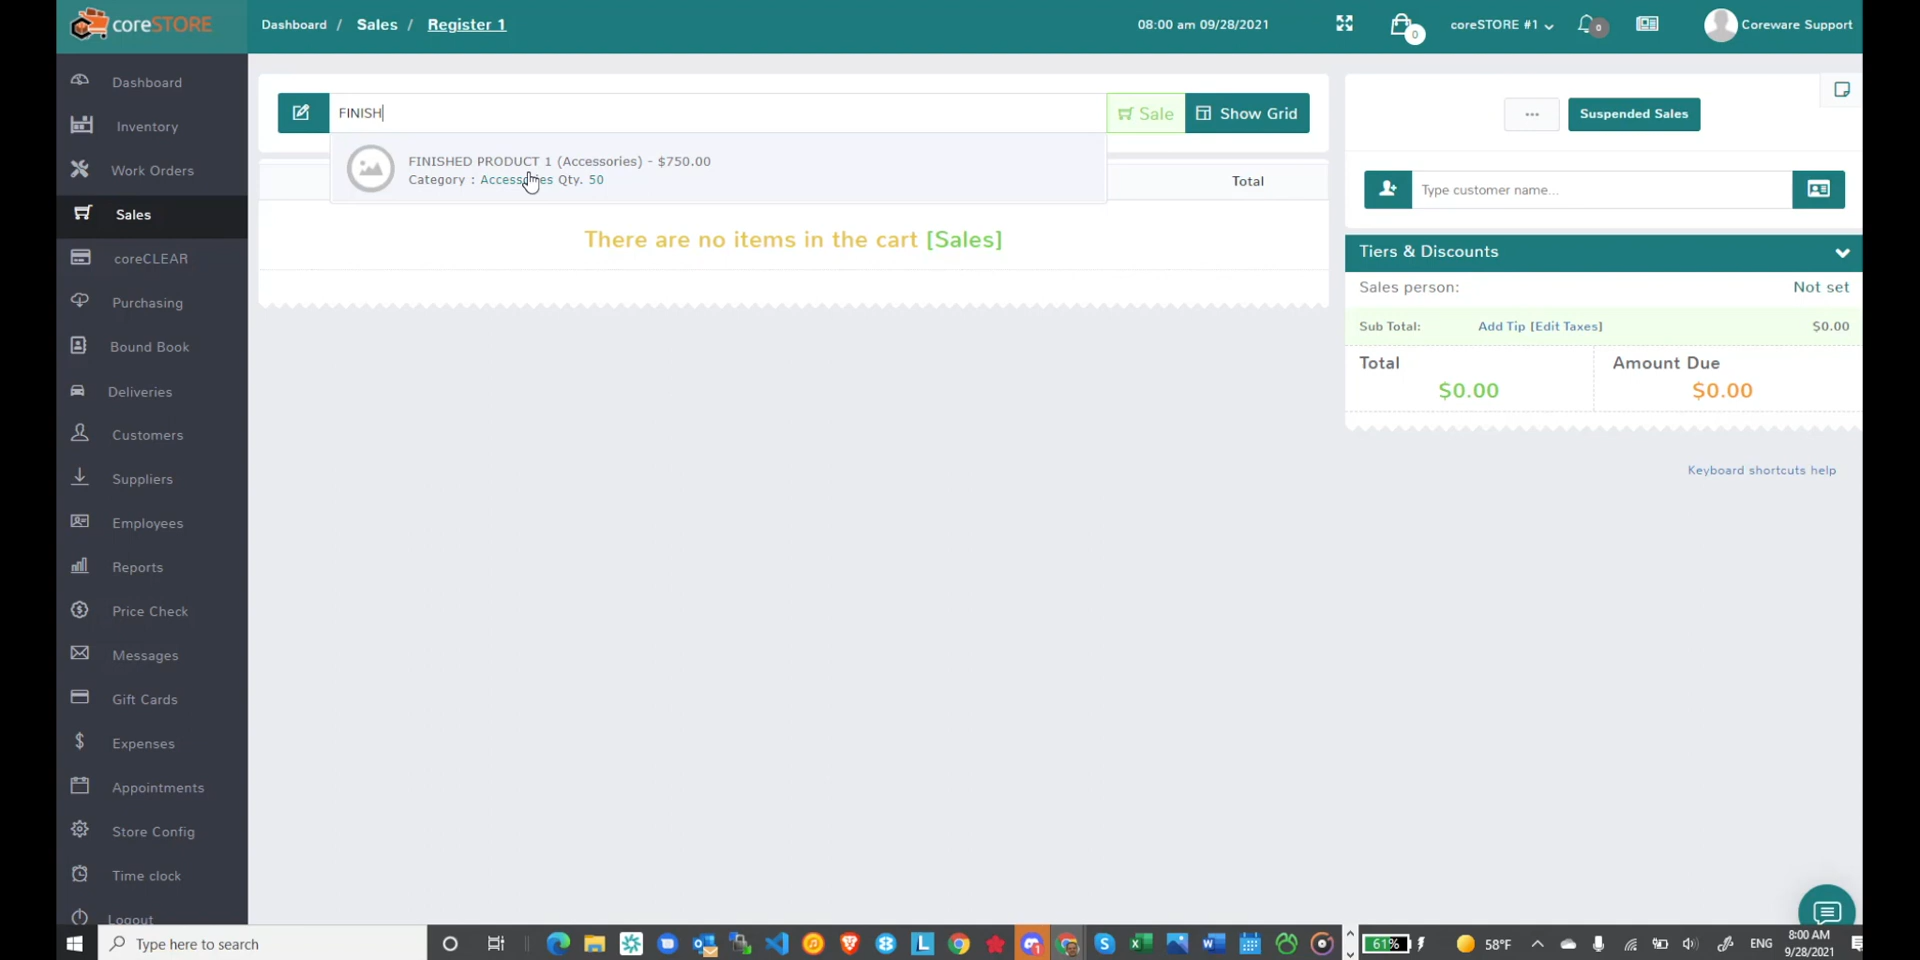 coreSTORE
Dashboard / Sales / Register 1
08:00 am 09/28/2021
0
coreSTORE #1
0
Coreware Support
Dashboard
Inventory
Work Orders
Sales
coreCLEAR
Purchasing
Bound Book
Deliveries
Customers
Suppliers
Employees
Reports
Price Check
Messages
Gift Cards
Expenses
Appointments
Store Config
Time clock
Logout
FINISH
Sale
Show Grid
FINISHED PRODUCT 1 (Accessories) - $750.00
Category : Accessories Qty. 50
Total
There are no items in the cart [Sales]
...
Suspended Sales
Type customer name...
Tiers & Discounts
Sales person: Not set
Sub Total: Add Tip [Edit Taxes] $0.00
Total Amount Due
$0.00 $0.00
Keyboard shortcuts help
Type here to search
61%
58°F
ENG
8:00 AM
9/28/2021